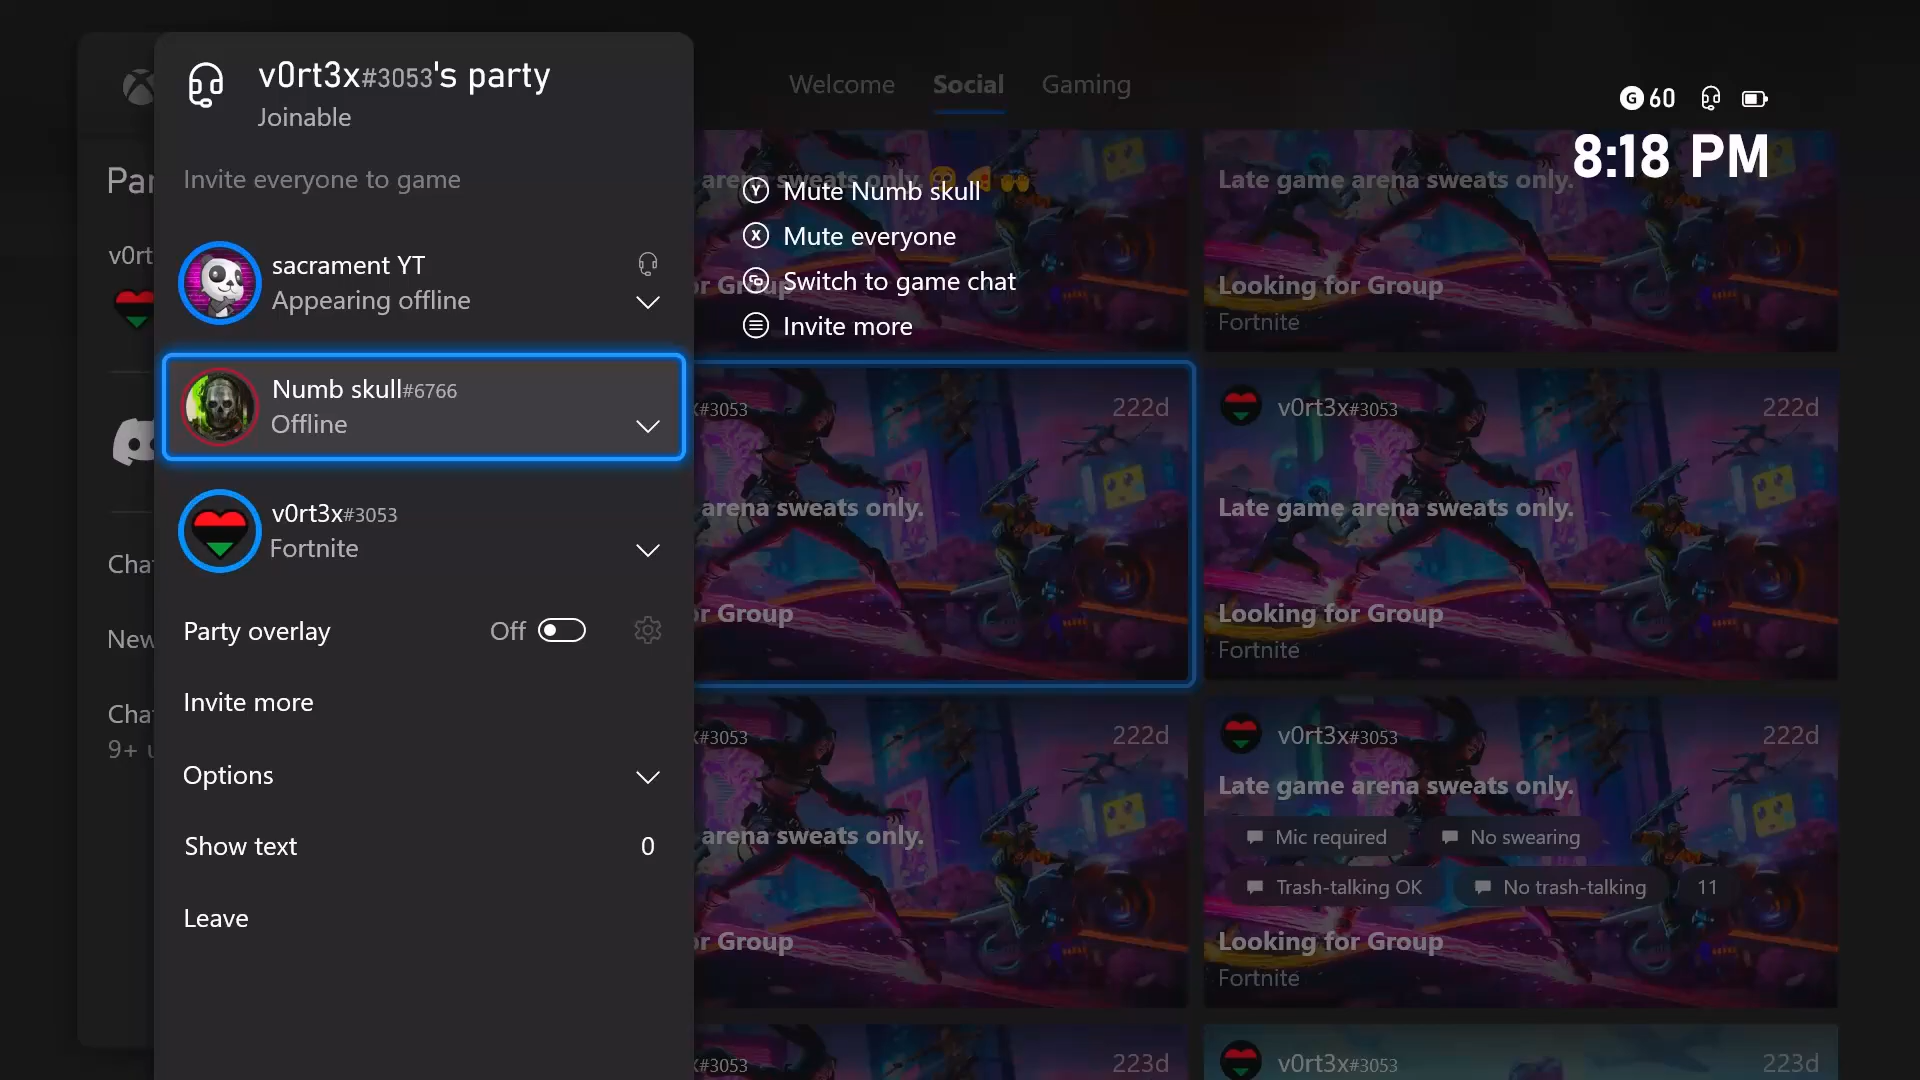 v0rt3x#3053's party
Joinable
Invite everyone to game
sacrament YT
Appearing offline
Numb skull#6766
Offline
v0rt3x#3053
Fortnite
Party overlay
Off
Invite more
Options
Show text
0
Leave
Par
v0rt
Cha
New
Cha
9+
Welcome
Social
Gaming
G 60
8:18 PM
Y Mute Numb skull
X Mute everyone
Switch to game chat
Invite more
Late game arena sweats only.
Looking for Group
Fortnite
#3053
222d
arena sweats only.
r Group
v0rt3x#3053
222d
Late game arena sweats only.
Looking for Group
Fortnite
#3053
222d
arena sweats only.
r Group
v0rt3x#3053
222d
Late game arena sweats only.
Mic required
No swearing
Trash-talking OK
No trash-talking
11
Looking for Group
Fortnite
#3053
223d
v0rt3x#3053
223d